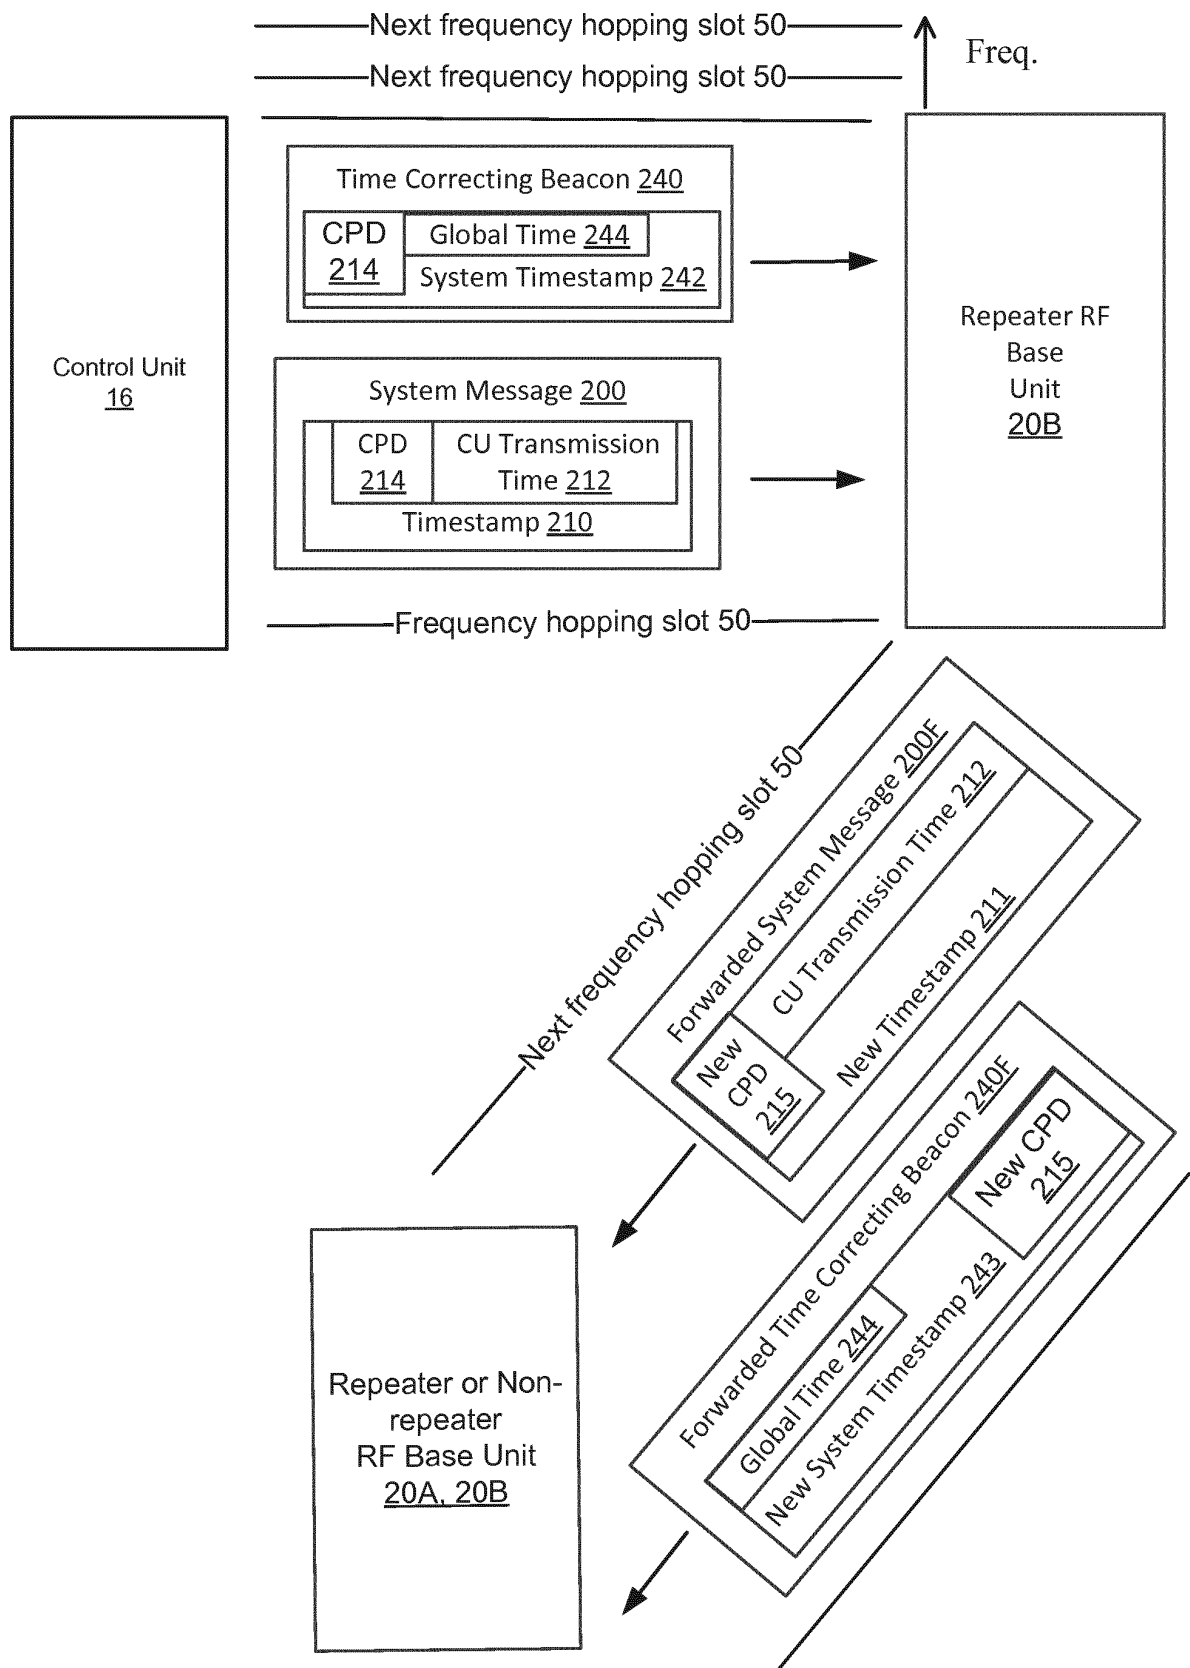 Next frequency hopping slot 50
Freq.
Next frequency hopping slot 50
Time Correcting Beacon 240
CPD
214
Global Time 244
System Timestamp 242
Control Unit
16
System Message 200
CPD
214
CU Transmission
Time 212
Timestamp 210
Repeater RF
Base
Unit
20B
Frequency hopping slot 50
Next frequency hopping slot 50
Forwarded System Message 200F
CU Transmission Time 212
New
CPD
215
New Timestamp 211
Forwarded Time Correcting Beacon 240F
New CPD
215
Global Time 244
New System Timestamp 243
Repeater or Non-
repeater
RF Base Unit
20A, 20B